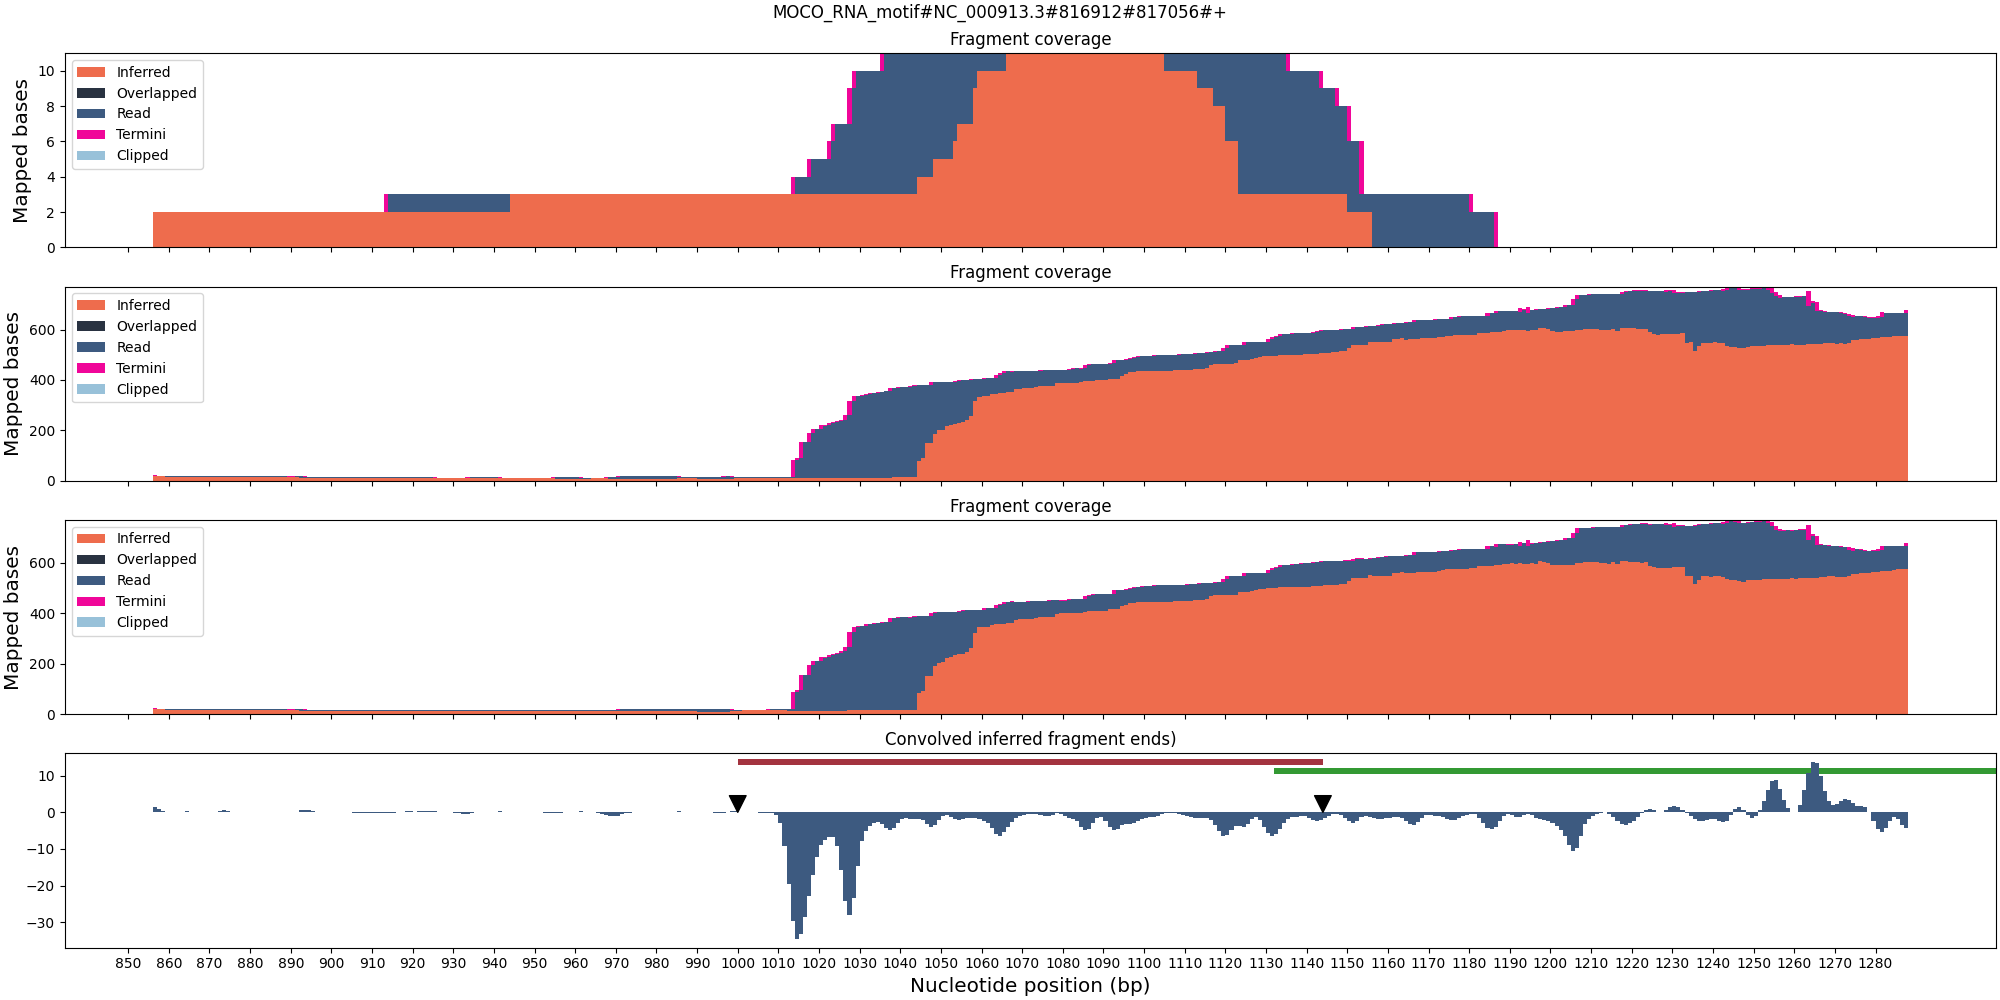 MOCO_RNA_motif#NC_000913.3#816912#817056#+
Fragment coverage
Mapped bases
10
8
6
4
2
0
Inferred
Overlapped
Read
Termini
Clipped
Fragment coverage
Mapped bases
600
400
200
0
Inferred
Overlapped
Read
Termini
Clipped
Fragment coverage
Mapped bases
600
400
200
0
Inferred
Overlapped
Read
Termini
Clipped
Convolved inferred fragment ends)
10
0
−10
−20
−30
850 860 870 880 890 900 910 920 930 940 950 960 970 980 990 1000 1010 1020 1030 1040 1050 1060 1070 1080 1090 1100 1110 1120 1130 1140 1150 1160 1170 1180 1190 1200 1210 1220 1230 1240 1250 1260 1270 1280
Nucleotide position (bp)